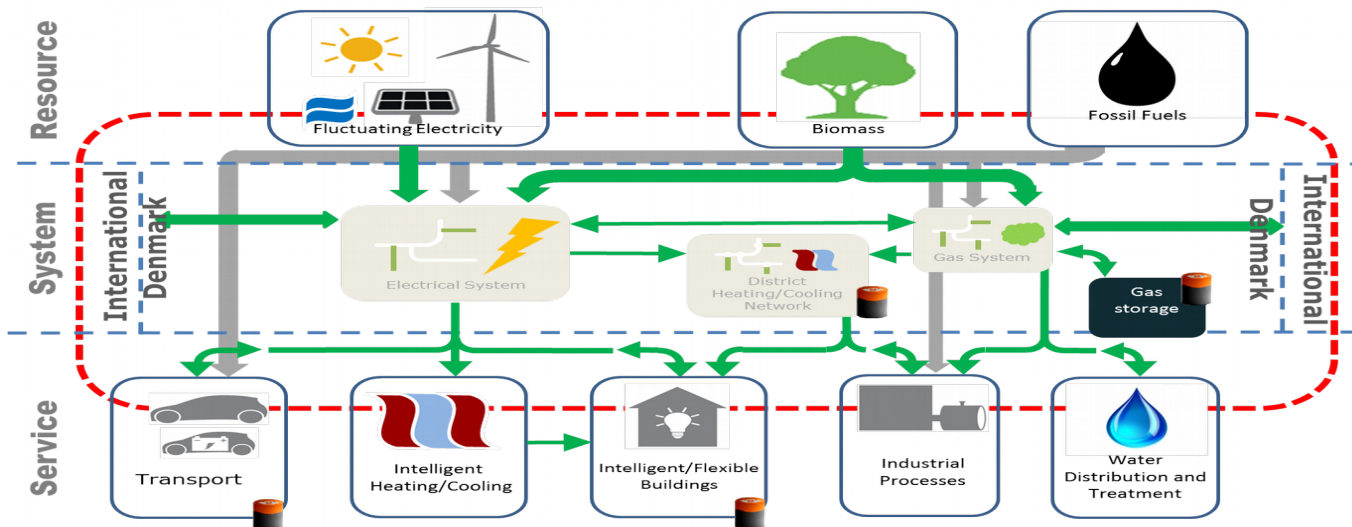 Resource
Fluctuating Electricity
Biomass
Fossil Fuels
System
International
Denmark
Electrical System
District
Heating/Cooling
Network
Gas System
Gas
storage
Denmark
International
Service
Transport
Intelligent
Heating/Cooling
Intelligent/Flexible
Buildings
Industrial
Processes
Water
Distribution and
Treatment